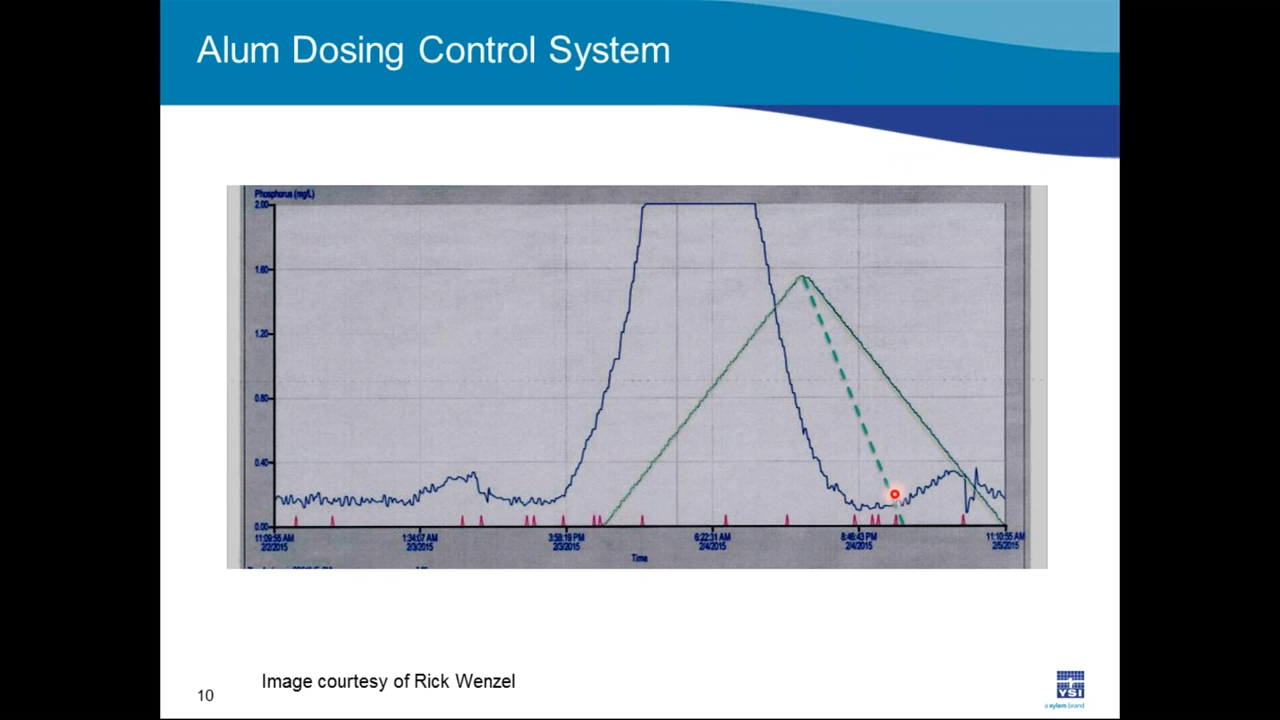 Alum Dosing Control System
Phosphorus (mg/L)
2.00
1.60
1.20
0.80
0.40
0.00
11:09:55 AM 1:34:07 AM 3:58:19 PM 6:22:31 AM 8:46:43 PM 11:10:55 AM
2/2/2015 2/3/2015 2/3/2015 2/4/2015 2/4/2015 2/5/2015
Time
Image courtesy of Rick Wenzel
10
YSI
a xylem brand